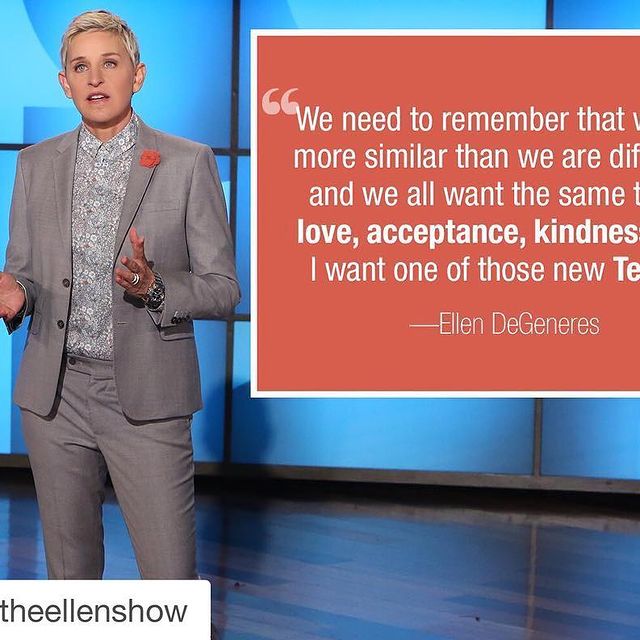 “We need to remember that
more similar than we are
and we all want the same
love, acceptance,
I want one of those new
—Ellen DeGeneres
theellenshow